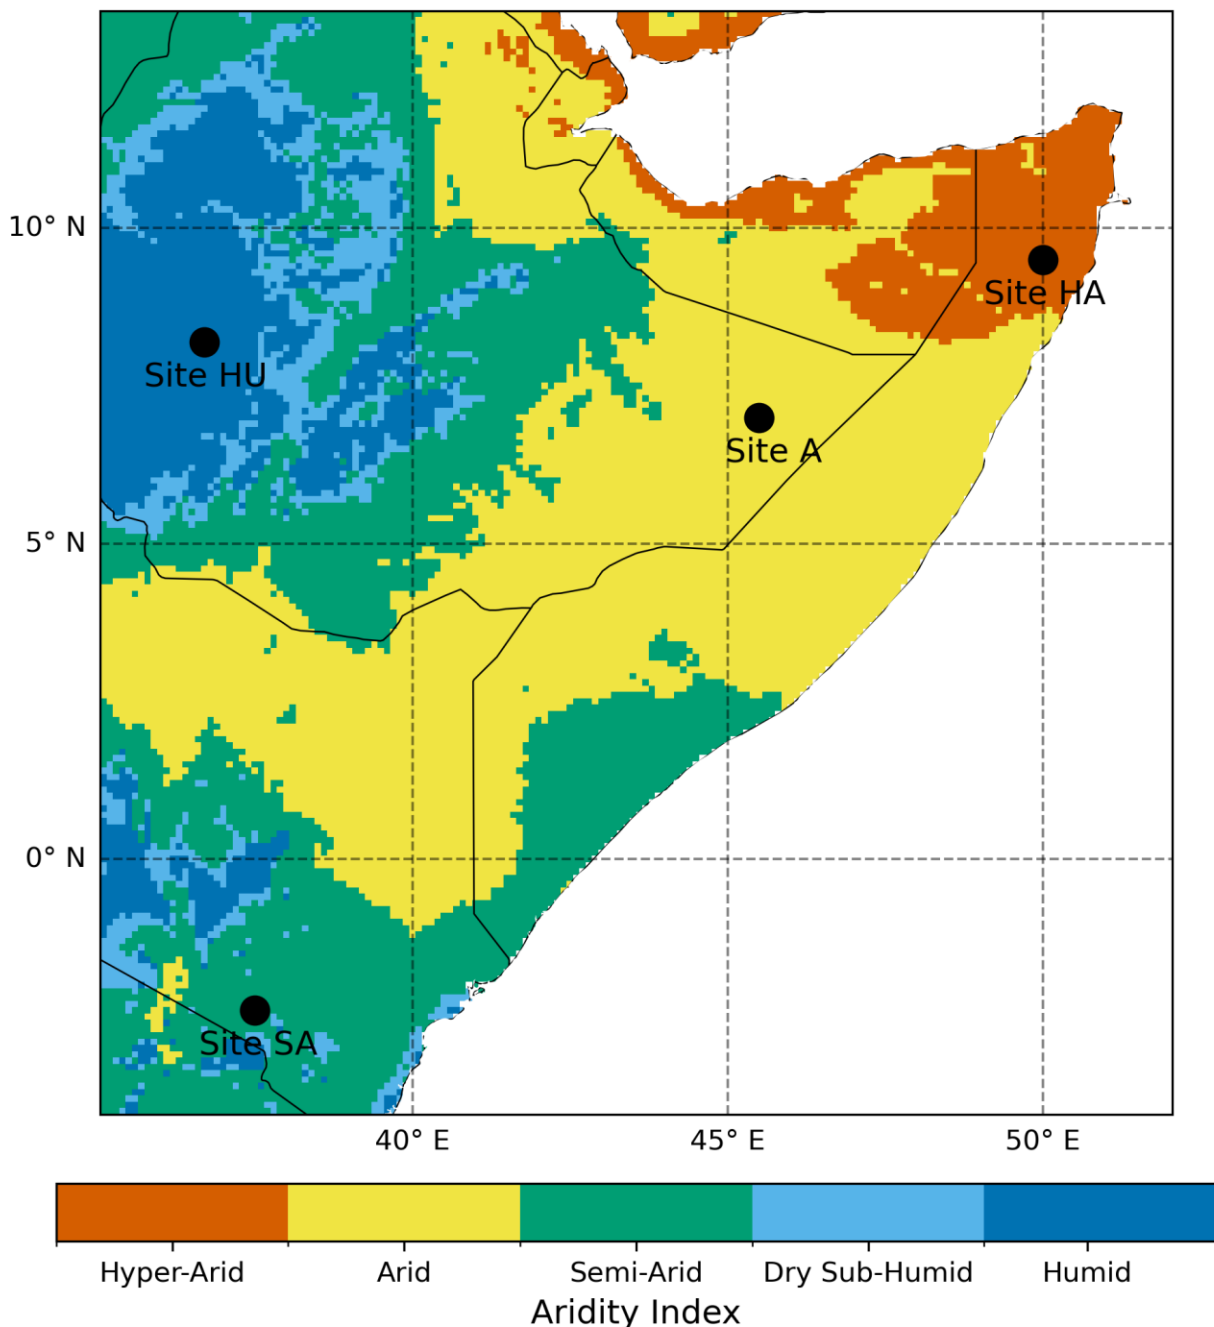 10° N
Site HA
Site HU
Site A
5° N
0° N
Site SA
40° E 45° E 50° E
Hyper-Arid Arid Semi-Arid Dry Sub-Humid Humid
Aridity Index